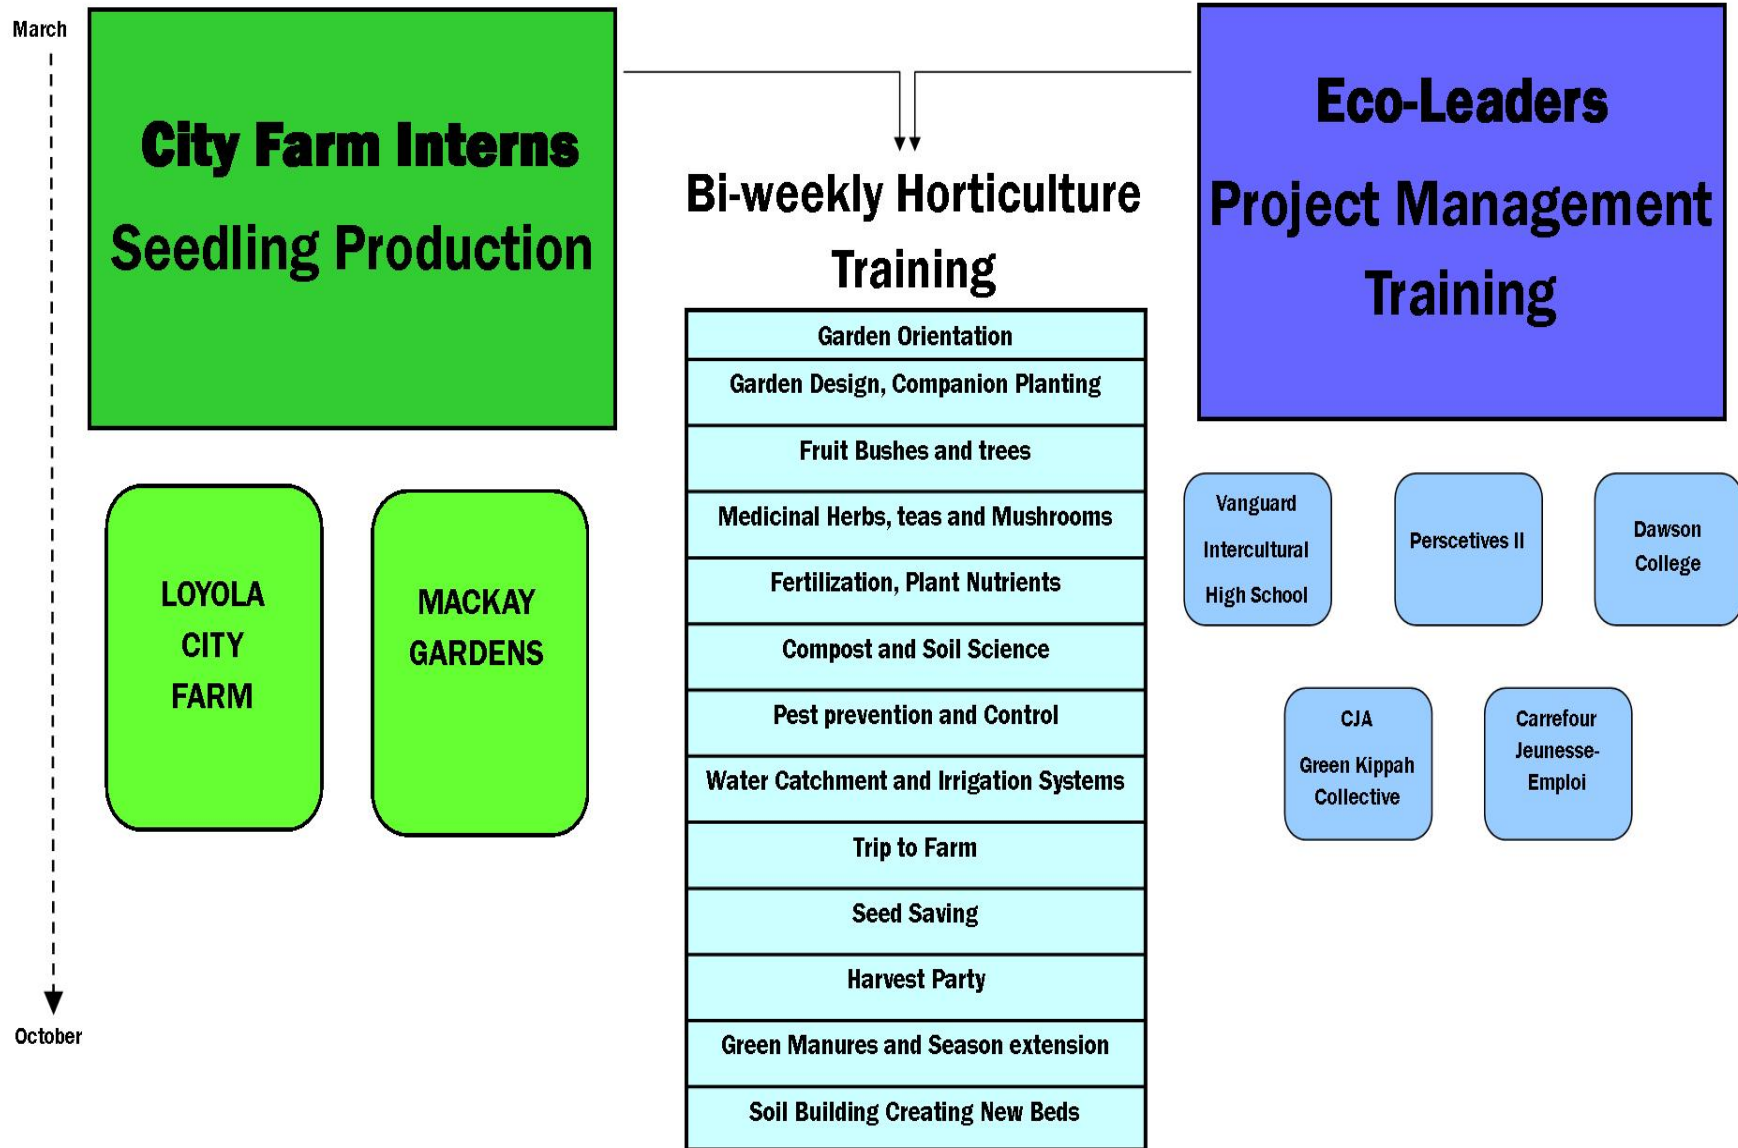 March
City Farm Interns
Seedling Production
Eco-Leaders
Project Management
Training
Bi-weekly Horticulture
Training
Garden Orientation
Garden Design, Companion Planting
Fruit Bushes and trees
Medicinal Herbs, teas and Mushrooms
Fertilization, Plant Nutrients
Compost and Soil Science
Pest prevention and Control
Water Catchment and Irrigation Systems
Trip to Farm
Seed Saving
Harvest Party
Green Manures and Season extension
Soil Building Creating New Beds
LOYOLA
CITY
FARM
MACKAY
GARDENS
Vanguard
Intercultural
High School
Perscetives II
Dawson
College
CJA
Green Kippah
Collective
Carrefour
Jeunesse-
Emploi
October